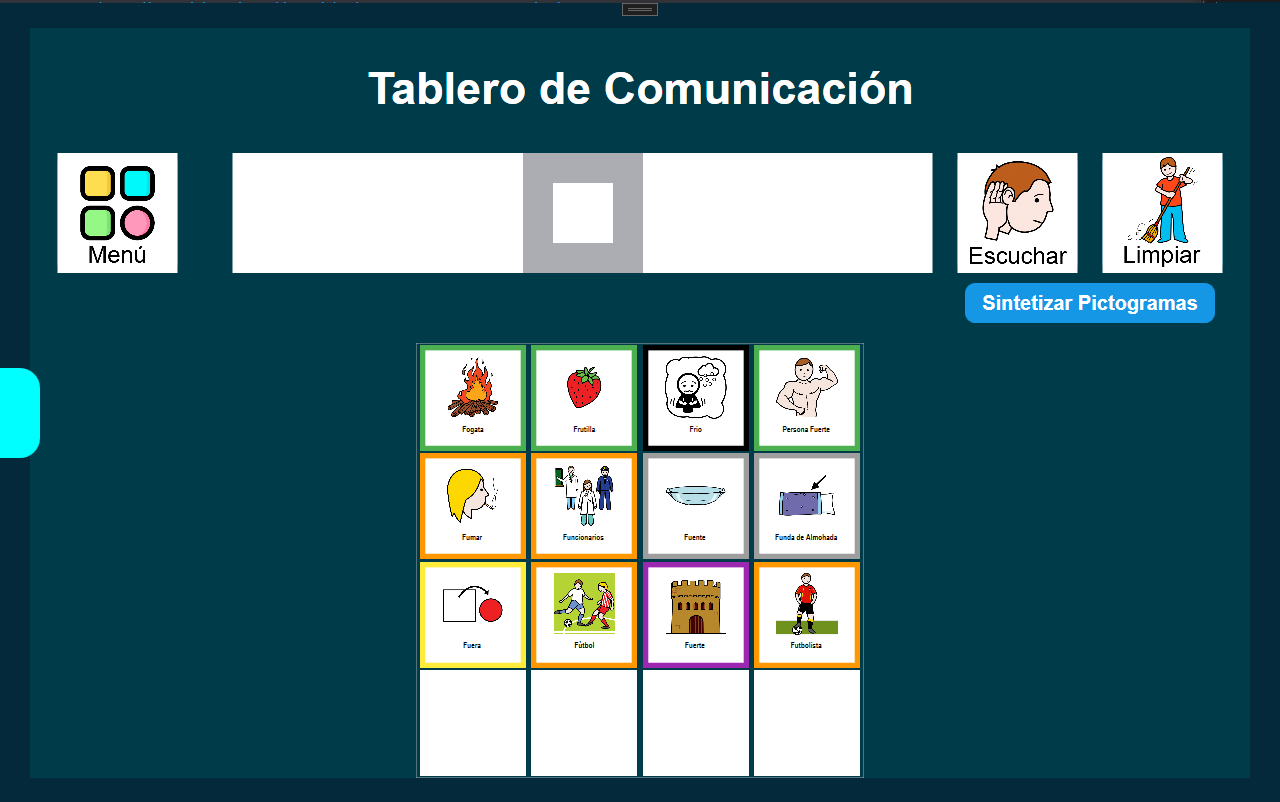 Tablero de Comunicación
Menú
Escuchar
Limpiar
Sintetizar Pictogramas
Fogata
Frutilla
Frio
Persona Fuerte
Fumar
Funcionarios
Fuente
Funda de Almohada
Fuera
Fútbol
Fuerte
Futbolista